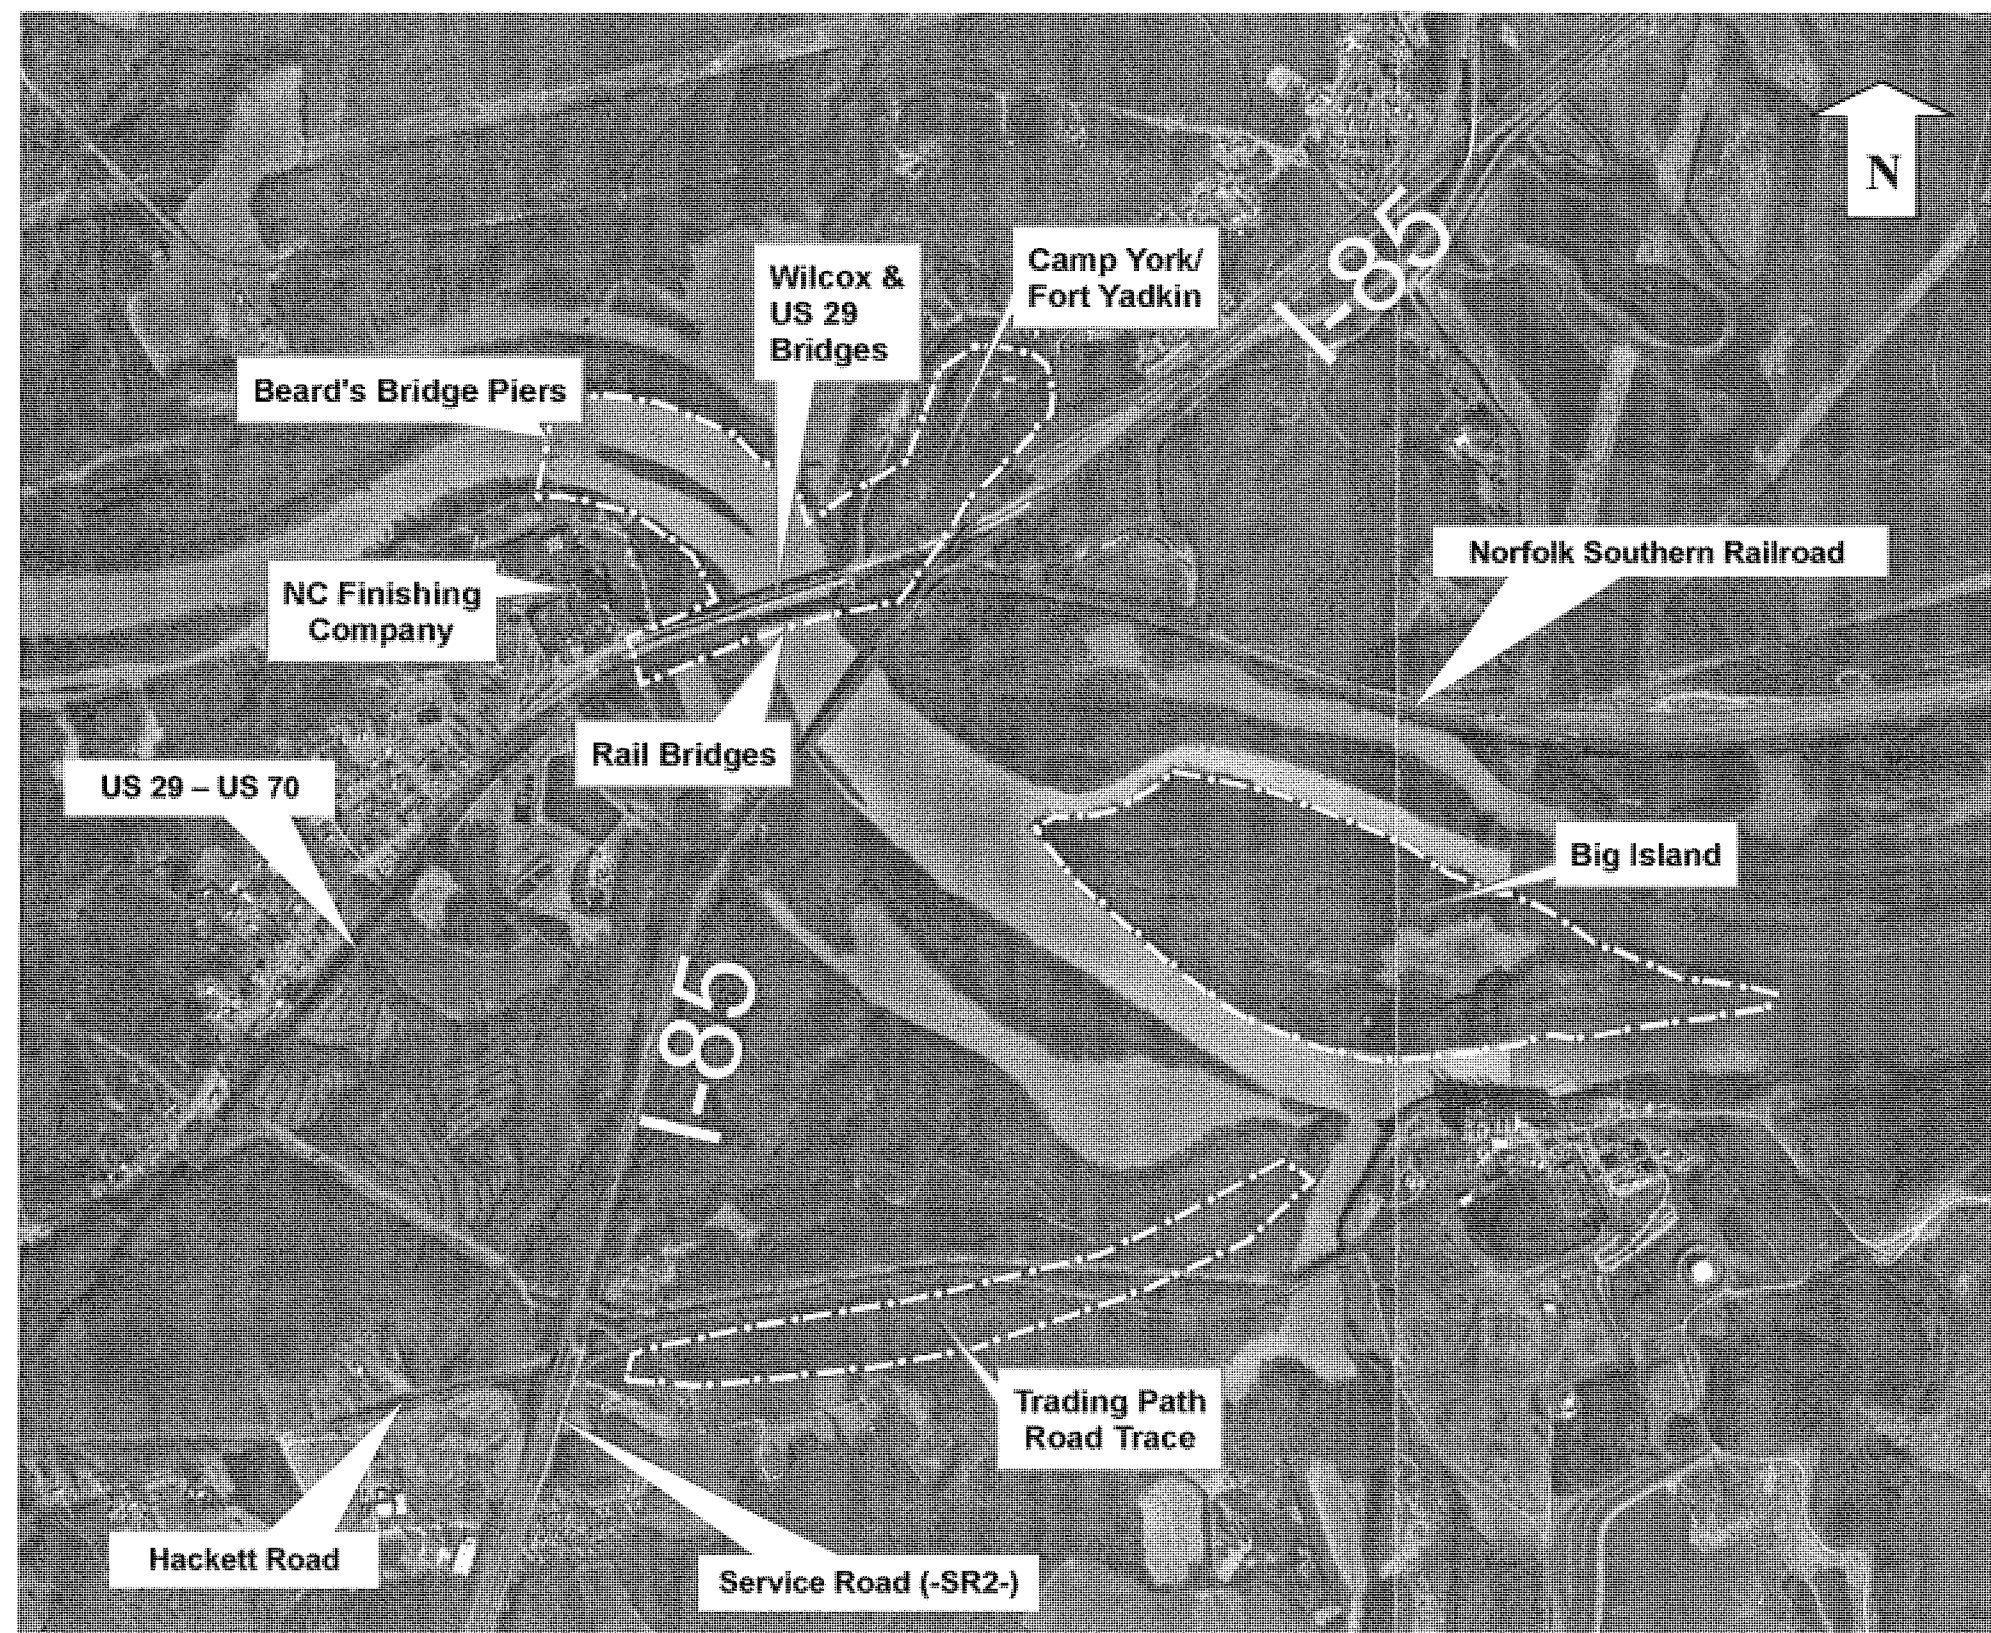 N
I-85
Camp York/
Fort Yadkin
Wilcox &
US 29
Bridges
Beard's Bridge Piers
Norfolk Southern Railroad
NC Finishing
Company
Rail Bridges
US 29 – US 70
Big Island
I-85
Trading Path
Road Trace
Hackett Road
Service Road (-SR2-)